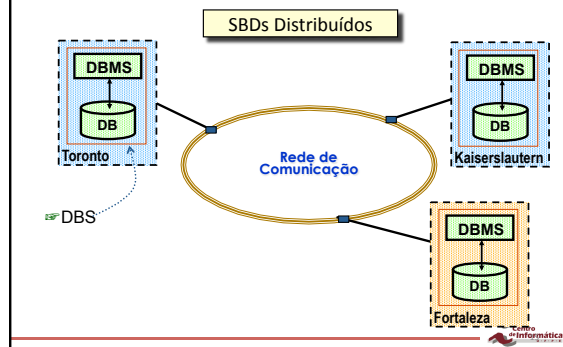 SBDs Distribuídos
DBMS
DB
Toronto
DBMS
DB
Kaiserslautern
Rede de
Comunicação
☞DBS
DBMS
DB
Fortaleza
Centro
de Informática